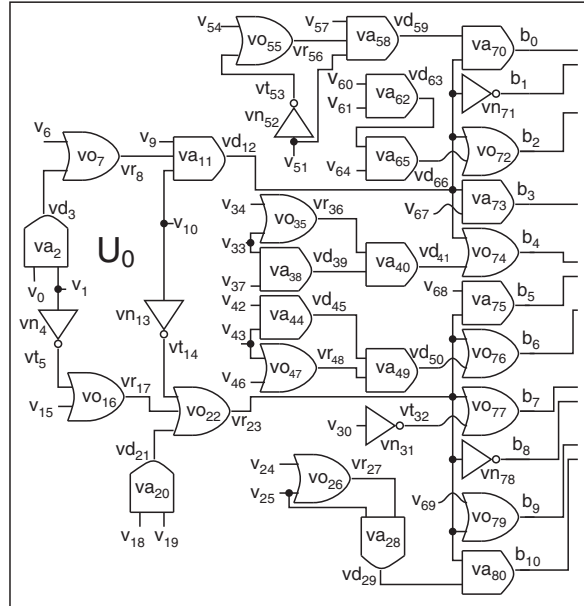 v54 vo55 vr56 v57 va58 vd59 va70 b0
vt53 vn52 v51 v60 v61 va62 vd63 vn71 b1
v6 vo7 vr8 v9 va11 vd12 v64 va65 vd66 vo72 b2
vd3 va2 U0 v10 v34 vo35 vr36 v67 va73 b3
v0 v1 v33 v37 va38 vd39 va40 vd41 vo74 b4
vn4 vt5 vn13 vt14 v42 va44 vd45 v68 va75 b5
v43 v46 vo47 vr48 va49 vd50 vo76 b6
v15 vo16 vr17 vo22 vr23 v30 vn31 vt32 vo77 b7
vd21 va20 v18 v19 v24 v25 vo26 vr27 vn78 b8
v69 vo79 b9
va28 vd29 va80 b10